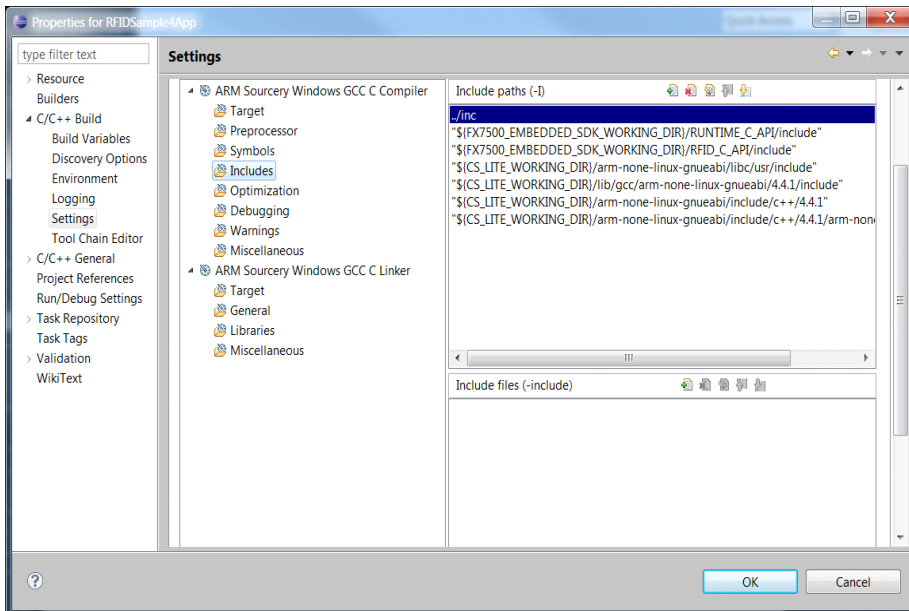 Properties for RFIDSample4App
Quick Access
type filter text
Resource
Builders
C/C++ Build
Build Variables
Discovery Options
Environment
Logging
Settings
Tool Chain Editor
C/C++ General
Project References
Run/Debug Settings
Task Repository
Task Tags
Validation
WikiText
Settings
ARM Sourcery Windows GCC C Compiler
Target
Preprocessor
Symbols
Includes
Optimization
Debugging
Warnings
Miscellaneous
ARM Sourcery Windows GCC C Linker
Target
General
Libraries
Miscellaneous
Include paths (-I)
../inc
"${FX7500_EMBEDDED_SDK_WORKING_DIR}/RUNTIME_C_API/include"
"${FX7500_EMBEDDED_SDK_WORKING_DIR}/RFID_C_API/include"
"${CS_LITE_WORKING_DIR}/arm-none-linux-gnueabi/libc/usr/include"
"${CS_LITE_WORKING_DIR}/lib/gcc/arm-none-linux-gnueabi/4.4.1/include"
"${CS_LITE_WORKING_DIR}/arm-none-linux-gnueabi/include/c++/4.4.1"
"${CS_LITE_WORKING_DIR}/arm-none-linux-gnueabi/include/c++/4.4.1/arm-none
Include files (-include)
OK
Cancel